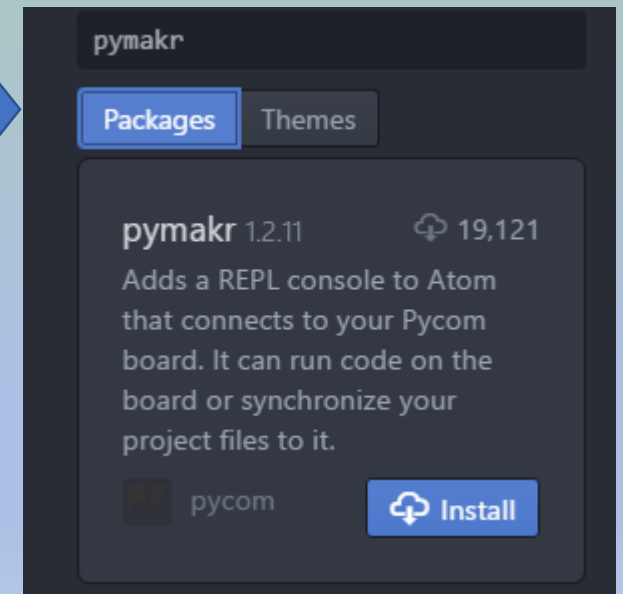 pymakr
Packages Themes
pymakr 1.2.11 19,121
Adds a REPL console to Atom
that connects to your Pycom
board. It can run code on the
board or synchronize your
project files to it.
pycom Install